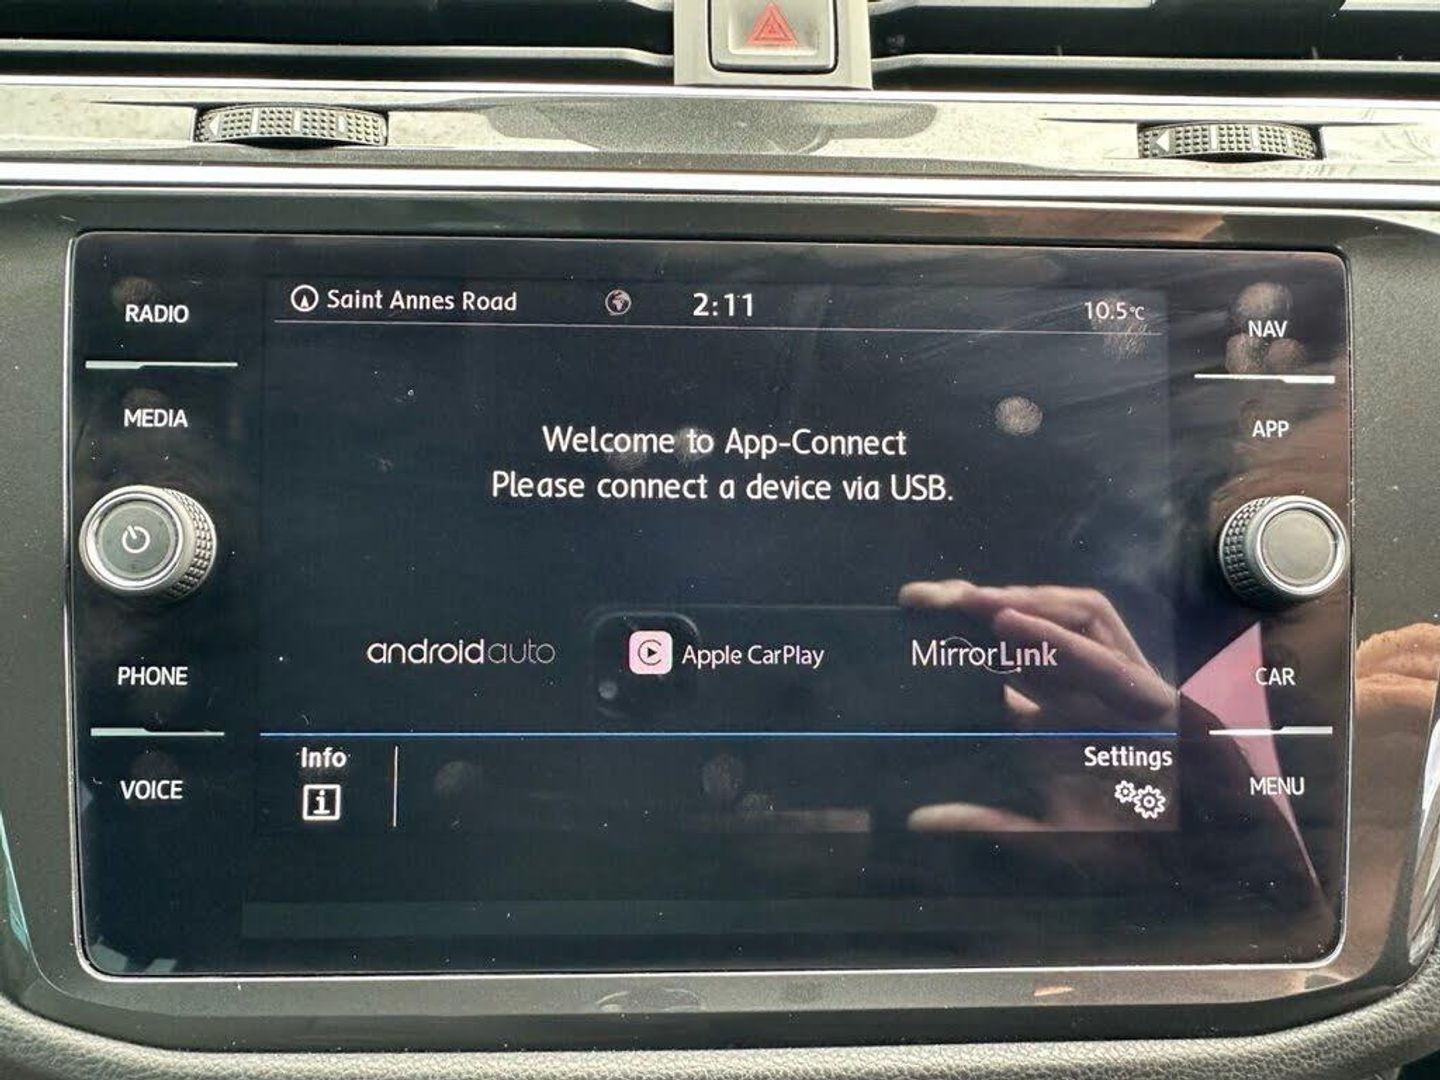 RADIO
MEDIA
PHONE
VOICE
Saint Annes Road
2:11
10.5°C
Welcome to App-Connect
Please connect a device via USB.
androidauto
Apple CarPlay
MirrorLink
Info
Settings
NAV
APP
CAR
MENU